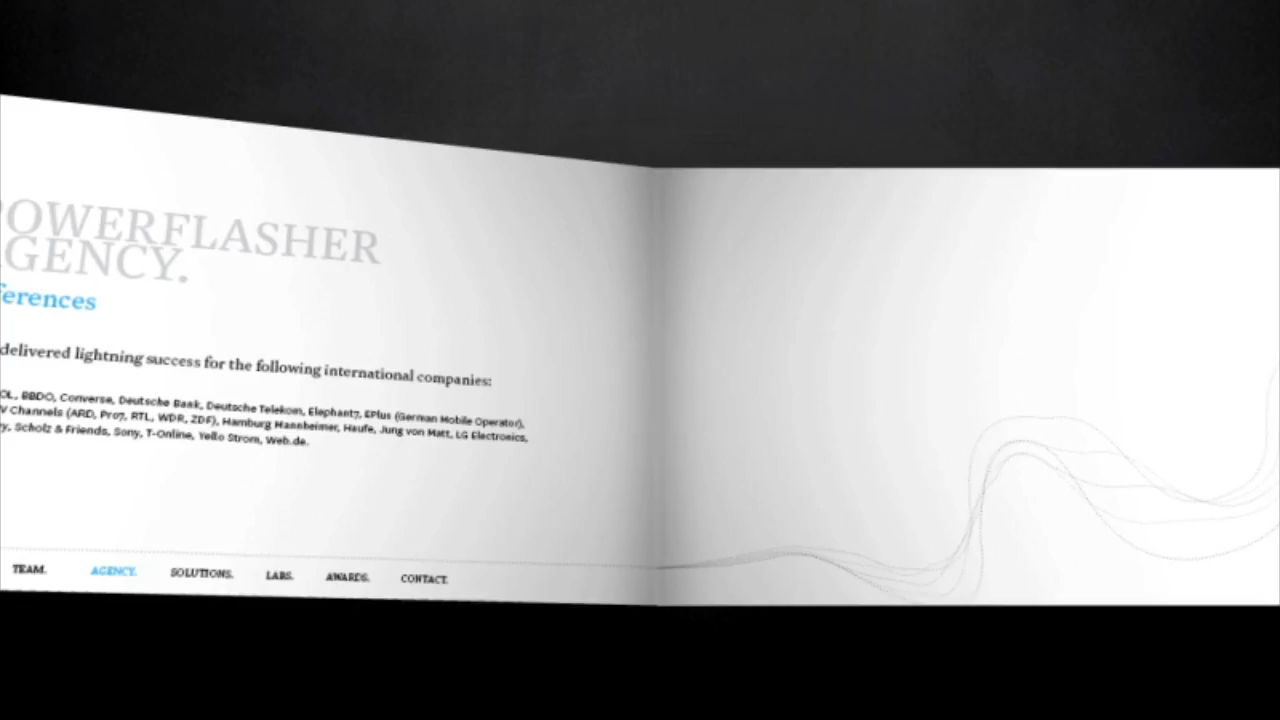 OWERFLASHER
GENCY.
ferences
delivered lightning success for the following international companies:
OL, BBDO, Converse, Deutsche Bank, Deutsche Telekom, Elephant7, EPlus (German Mobile Operator),
V Channels (ARD, Pro7, RTL, WDR, ZDF), Hamburg Mannheimer, Haufe, Jung von Matt, LG Electronics,
y, Scholz & Friends, Sony, T-Online, Yello Strom, Web.de.
TEAM. AGENCY. SOLUTIONS. LABS. AWARDS. CONTACT.